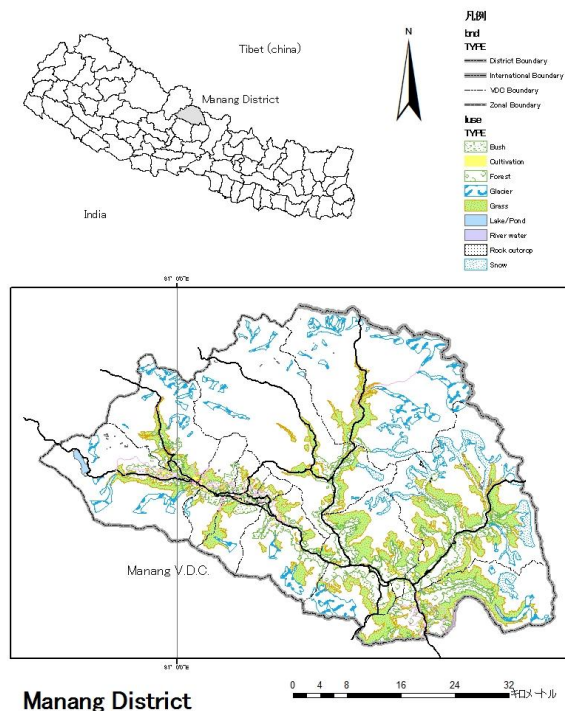 Tibet (china)
Manang District
India
N
凡例
bnd
TYPE
District Boundary
International Boundary
VDC Boundary
Zonal Boundary
luse
TYPE
Bush
Cultivation
Forest
Glacier
Grass
Lake/Pond
River water
Rock outcrop
Snow
Manang V.D.C.
Manang District
0 4 8 16 24 32
キロメートル